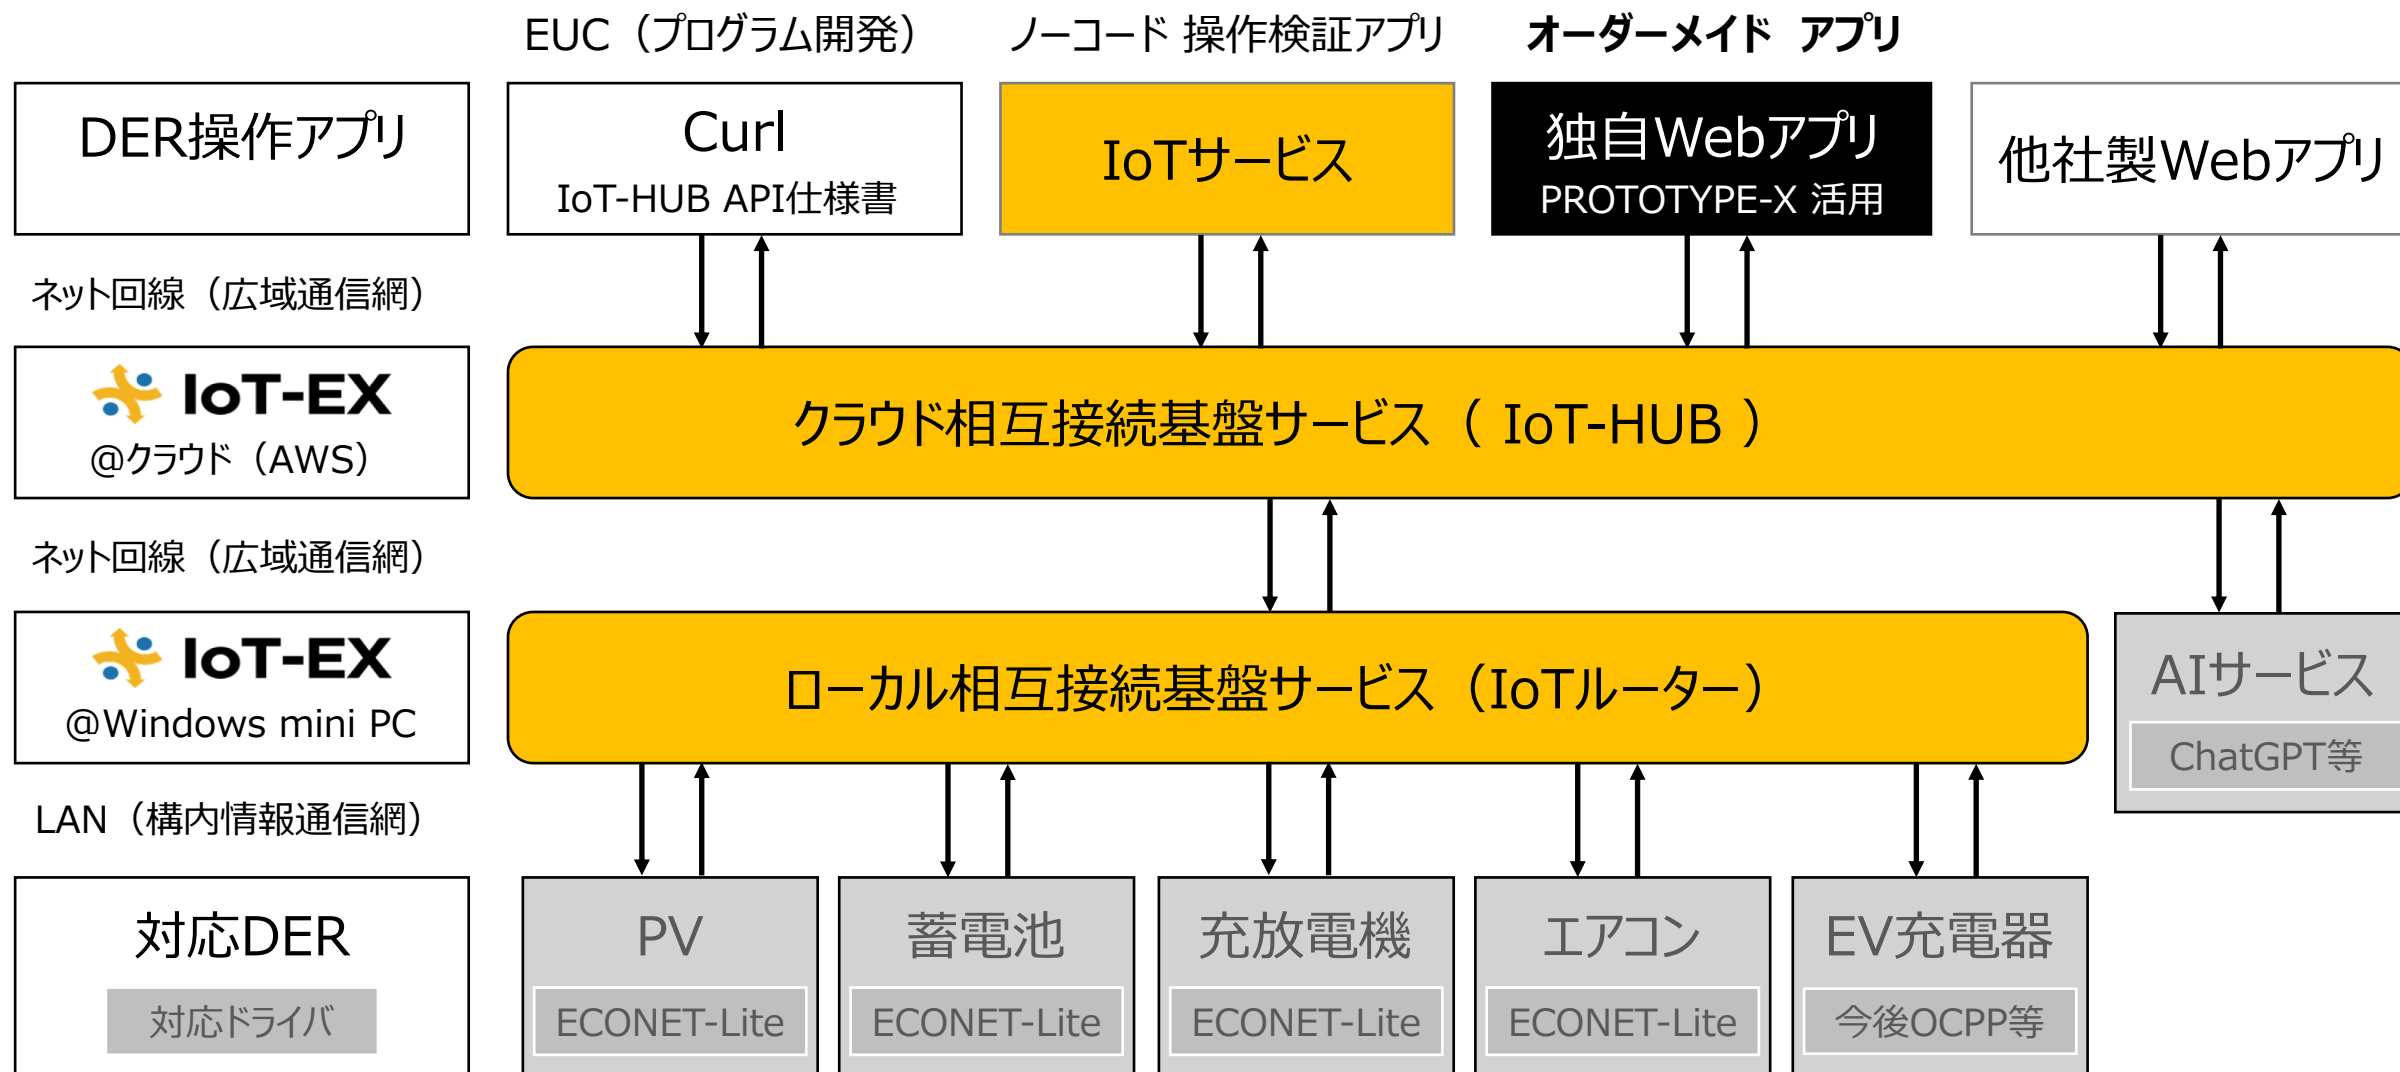 EUC（プログラム開発）
ノーコード 操作検証アプリ
オーダーメイド アプリ
DER操作アプリ
Curl
IoT-HUB API仕様書
IoTサービス
独自Webアプリ
PROTOTYPE-X 活用
他社製Webアプリ
ネット回線（広域通信網）
IoT-EX
@クラウド（AWS）
クラウド相互接続基盤サービス（ IoT-HUB ）
ネット回線（広域通信網）
IoT-EX
@Windows mini PC
ローカル相互接続基盤サービス（IoTルーター）
AIサービス
ChatGPT等
LAN（構内情報通信網）
対応DER
対応ドライバ
PV
ECONET-Lite
蓄電池
ECONET-Lite
充放電機
ECONET-Lite
エアコン
ECONET-Lite
EV充電器
今後OCPP等